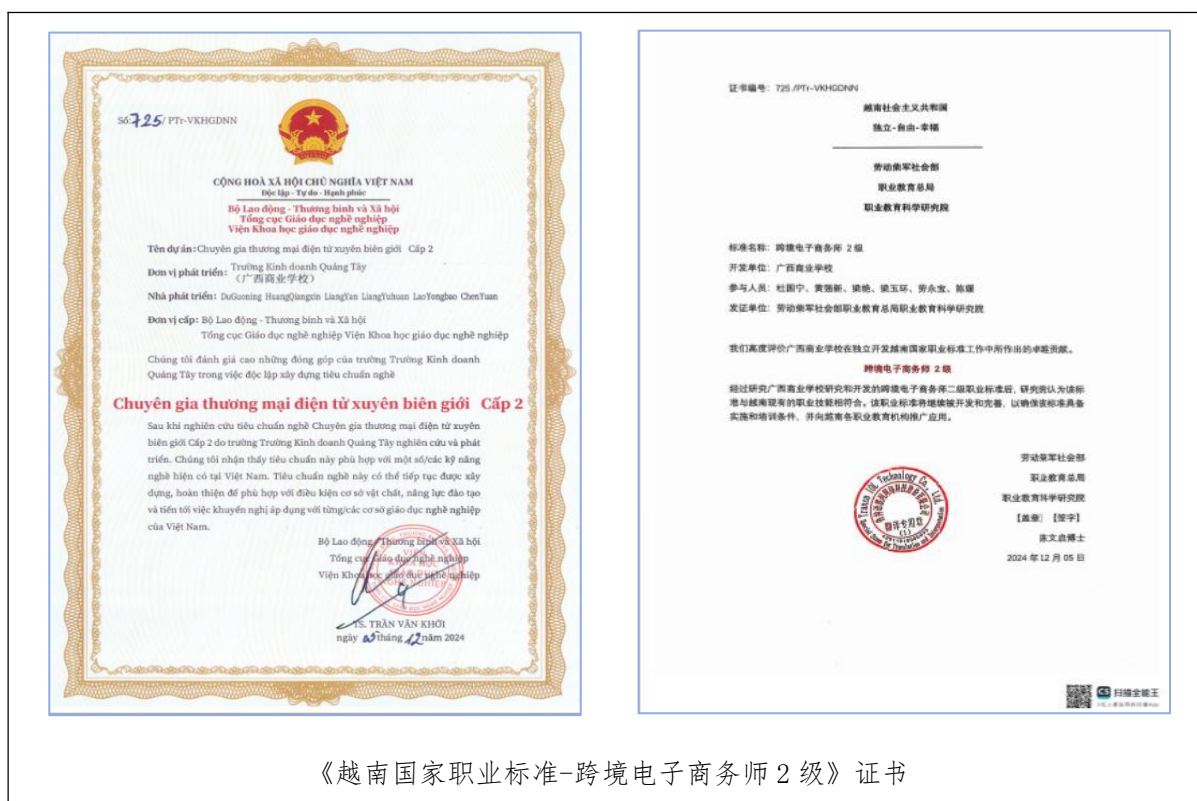 Số: 725/ PTr-VKHGDNN
CỘNG HOÀ XÃ HỘI CHỦ NGHĨA VIỆT NAM
Độc lập - Tự do - Hạnh phúc
Bộ Lao động - Thương binh và Xã hội
Tổng cục Giáo dục nghề nghiệp
Viện Khoa học giáo dục nghề nghiệp
Tên dự án: Chuyên gia thương mại điện tử xuyên biên giới Cấp 2
Đơn vị phát triển: Trường Kinh doanh Quảng Tây
（广西商业学校）
Nhà phát triển: DuGuoning HuangQiangxin LiangYan LiangYuhuan LaoYongbao ChenYuan
Đơn vị cấp: Bộ Lao động - Thương binh và Xã hội
Tổng cục Giáo dục nghề nghiệp Viện Khoa học giáo dục nghề nghiệp
Chúng tôi đánh giá cao những đóng góp của trường Trường Kinh doanh
Quảng Tây trong việc độc lập xây dựng tiêu chuẩn nghề
Chuyên gia thương mại điện tử xuyên biên giới Cấp 2
Sau khi nghiên cứu tiêu chuẩn nghề Chuyên gia thương mại điện tử xuyên
biên giới Cấp 2 do trường Trường Kinh doanh Quảng Tây nghiên cứu và phát
triển. Chúng tôi nhận thấy tiêu chuẩn này phù hợp với một số/các kỹ năng
nghề hiện có tại Việt Nam. Tiêu chuẩn nghề này có thể tiếp tục được xây
dựng, hoàn thiện để phù hợp với điều kiện cơ sở vật chất, năng lực đào tạo
và tiến tới việc khuyến nghị áp dụng với từng/các cơ sở giáo dục nghề nghiệp
của Việt Nam.
Bộ Lao động - Thương binh và Xã hội
Tổng cục Giáo dục nghề nghiệp
Viện Khoa học giáo dục nghề nghiệp
TS. TRẦN VĂN KHỞI
ngày 05 tháng 12 năm 2024
证书编号：725 /PTr-VKHGDNN
越南社会主义共和国
独立-自由-幸福
劳动荣军社会部
职业教育总局
职业教育科学研究院
标准名称：跨境电子商务师 2 级
开发单位：广西商业学校
参与人员：杜国宁、黄强新、梁艳、梁玉环、劳永宝、陈媛
发证单位：劳动荣军社会部职业教育总局职业教育科学研究院
我们高度评价广西商业学校在独立开发越南国家职业标准工作中所作出的卓越贡献。
跨境电子商务师 2 级
经过研究广西商业学校研究和开发的跨境电子商务师二级职业标准后，研究院认为该标
准与越南现有的职业技能相符合。该职业标准将继续被开发和完善，以确保该标准具备
实施和培训条件，并向越南各职业教育机构推广应用。
劳动荣军社会部
职业教育总局
职业教育科学研究院
【盖章】【签字】
陈文启博士
2024 年 12 月 05 日
翻译专用章
(1)
CS 扫描全能王
《越南国家职业标准-跨境电子商务师2级》证书